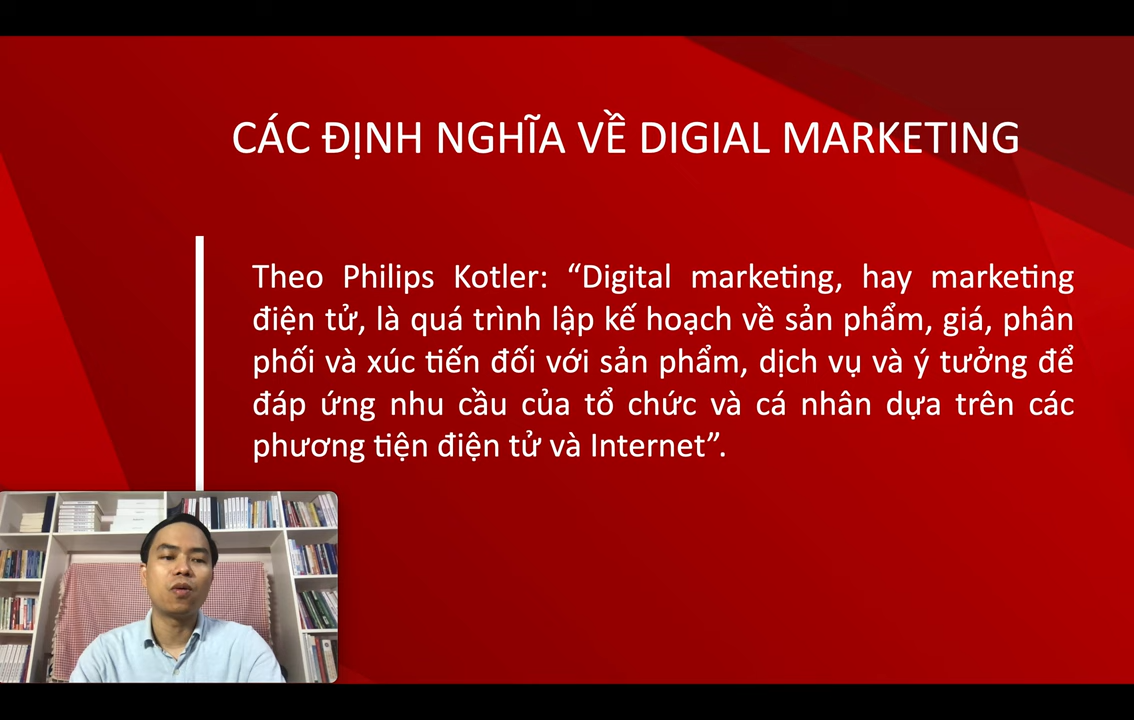 CÁC ĐỊNH NGHĨA VỀ DIGIAL MARKETING
Theo Philips Kotler: “Digital marketing, hay marketing
điện tử, là quá trình lập kế hoạch về sản phẩm, giá, phân
phối và xúc tiến đối với sản phẩm, dịch vụ và ý tưởng để
đáp ứng nhu cầu của tổ chức và cá nhân dựa trên các
phương tiện điện tử và Internet”.